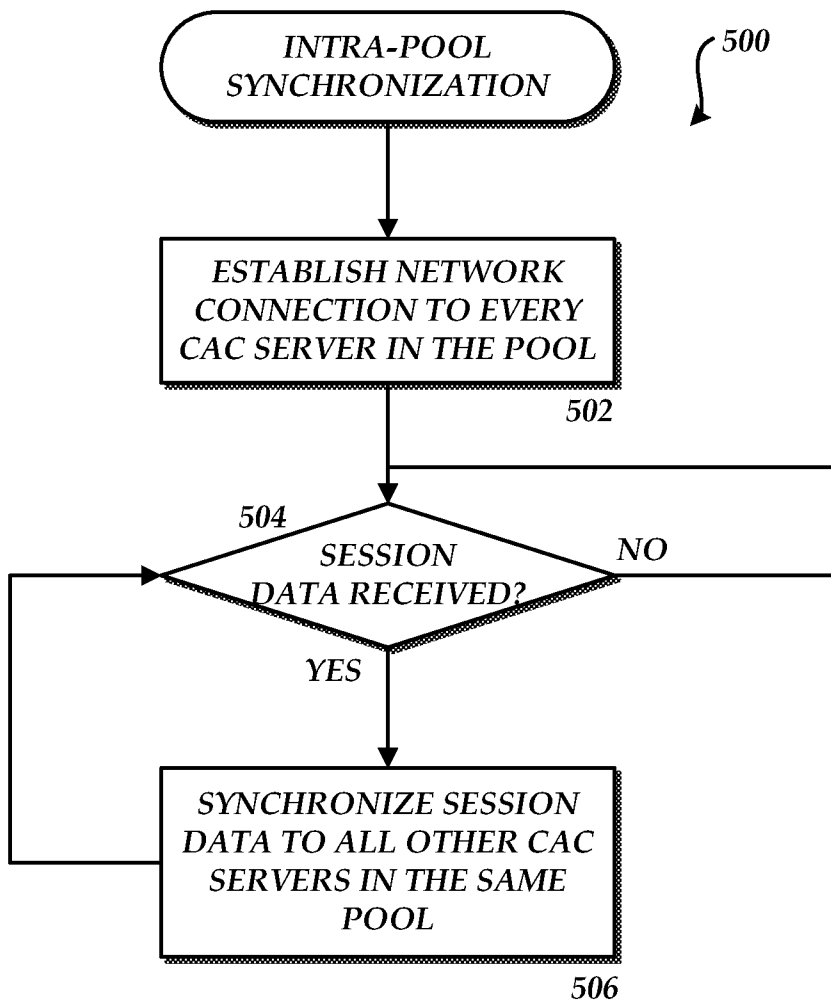 INTRA-POOL
SYNCHRONIZATION
500
ESTABLISH NETWORK
CONNECTION TO EVERY
CAC SERVER IN THE POOL
502
504
SESSION
DATA RECEIVED?
NO
YES
SYNCHRONIZE SESSION
DATA TO ALL OTHER CAC
SERVERS IN THE SAME
POOL
506